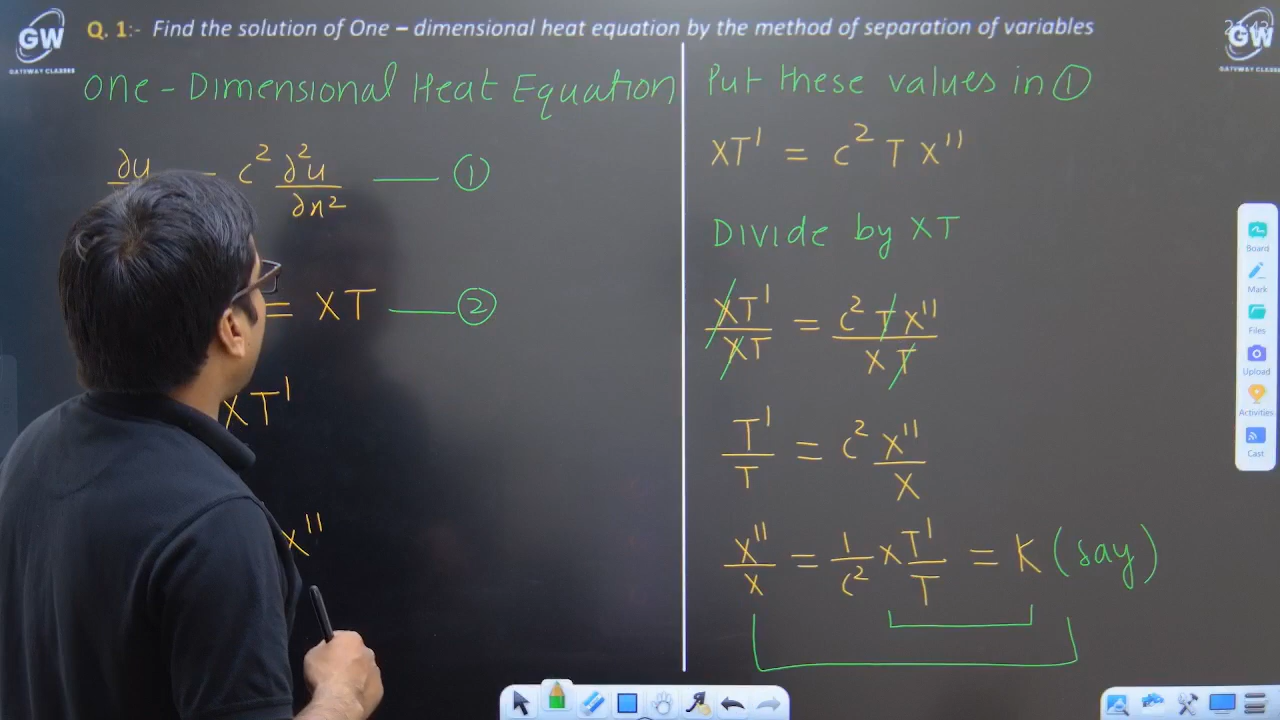 GW
GATEWAY CLASSES
Q. 1:- Find the solution of One – dimensional heat equation by the method of separation of variables
GW
GATEWAY CLASSES
One - Dimensional Heat Equation
∂u = c² ∂²u/∂x² —— ①
= XT —— ②
XT'
X''
Put these values in ①
XT' = c² T X''
Divide by XT
XT'/XT = c² T X''/XT
T'/T = c² X''/X
X''/X = 1/c² × T'/T = K (say)
Board
Mark
Files
Upload
Activities
Cast